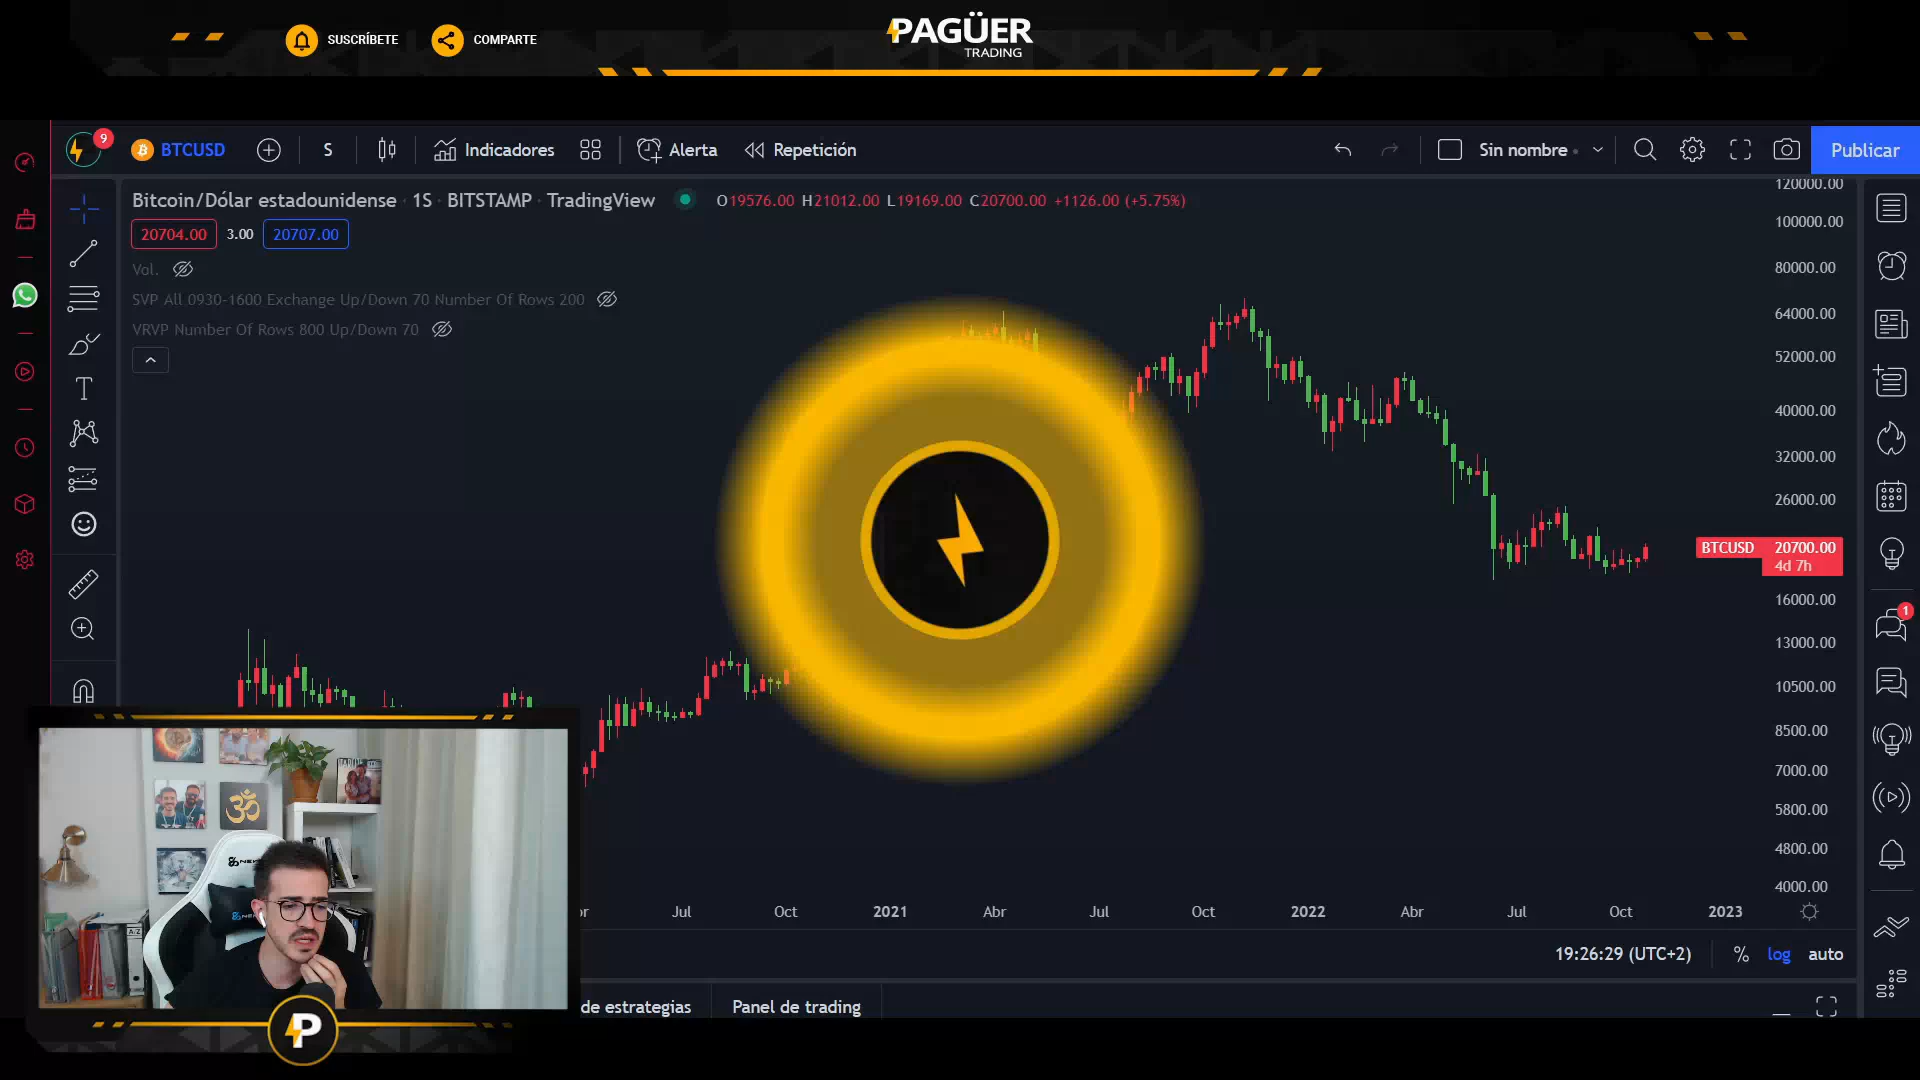 SUSCRÍBETE
COMPARTE
PAGÜER
TRADING
9
BTCUSD
S
Indicadores
Alerta
Repetición
Sin nombre
Publicar
Bitcoin/Dólar estadounidense · 1S · BITSTAMP · TradingView
O19576.00 H21012.00 L19169.00 C20700.00 +1126.00 (+5.75%)
20704.00 3.00 20707.00
Vol.
SVP All 0930-1600 Exchange Up/Down 70 Number Of Rows 200
VRVP Number Of Rows 800 Up/Down 70
120000.00
100000.00
80000.00
64000.00
52000.00
40000.00
32000.00
26000.00
BTCUSD 20700.00
4d 7h
16000.00
13000.00
10500.00
8500.00
7000.00
5800.00
4800.00
4000.00
1
Jul Oct 2021 Abr Jul Oct 2022 Abr Jul Oct 2023
19:26:29 (UTC+2) % log auto
de estrategias
Panel de trading
A/Z
P